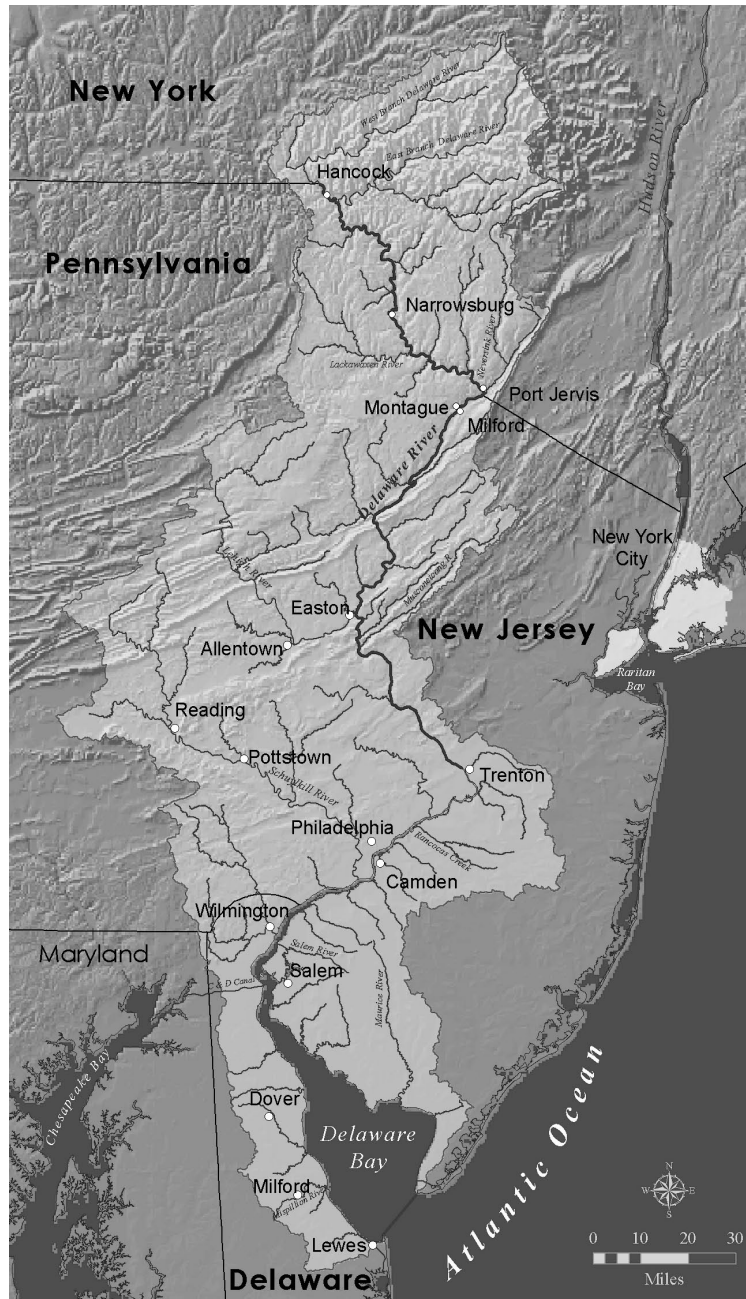 New York
West Branch Delaware River
East Branch Delaware River
Hancock
Hudson River
Pennsylvania
Narrowsburg
Neversink River
Lackawaxen River
Port Jervis
Montague
Milford
Delaware River
New York
City
Lehigh River
Musconetcong R
Easton
New Jersey
Allentown
Raritan
Bay
Reading
Pottstown
Trenton
Schuylkill River
Philadelphia
Rancocas Creek
Camden
Wilmington
Maryland
Salem River
Salem
C & D Canal
Maurice River
Chesapeake Bay
Dover
Delaware
Bay
Atlantic Ocean
Milford
Mispillion River
N
W E
S
Lewes
0 10 20 30
Miles
Delaware